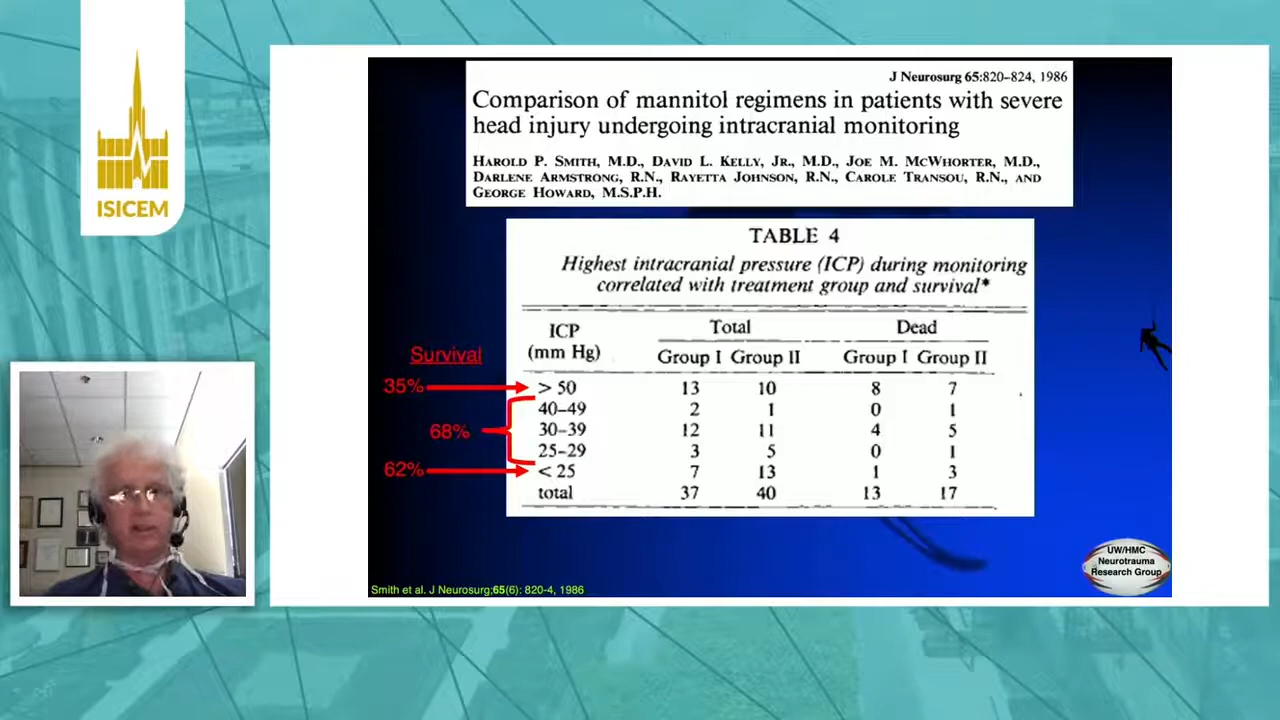 ISICEM
J Neurosurg 65:820–824, 1986
Comparison of mannitol regimens in patients with severe
head injury undergoing intracranial monitoring
HAROLD P. SMITH, M.D., DAVID L. KELLY, JR., M.D., JOE M. MCWHORTER, M.D.,
DARLENE ARMSTRONG, R.N., RAYETTA JOHNSON, R.N., CAROLE TRANSOU, R.N., AND
GEORGE HOWARD, M.S.P.H.
TABLE 4
Highest intracranial pressure (ICP) during monitoring
correlated with treatment group and survival*
ICP (mm Hg) Total Dead
Group I Group II Group I Group II
Survival
35% > 50 13 10 8 7
40–49 2 1 0 1
68% 30–39 12 11 4 5
25–29 3 5 0 1
62% < 25 7 13 1 3
total 37 40 13 17
UW/HMC
Neurotrauma
Research Group
Smith et al. J Neurosurg;65(6): 820-4, 1986